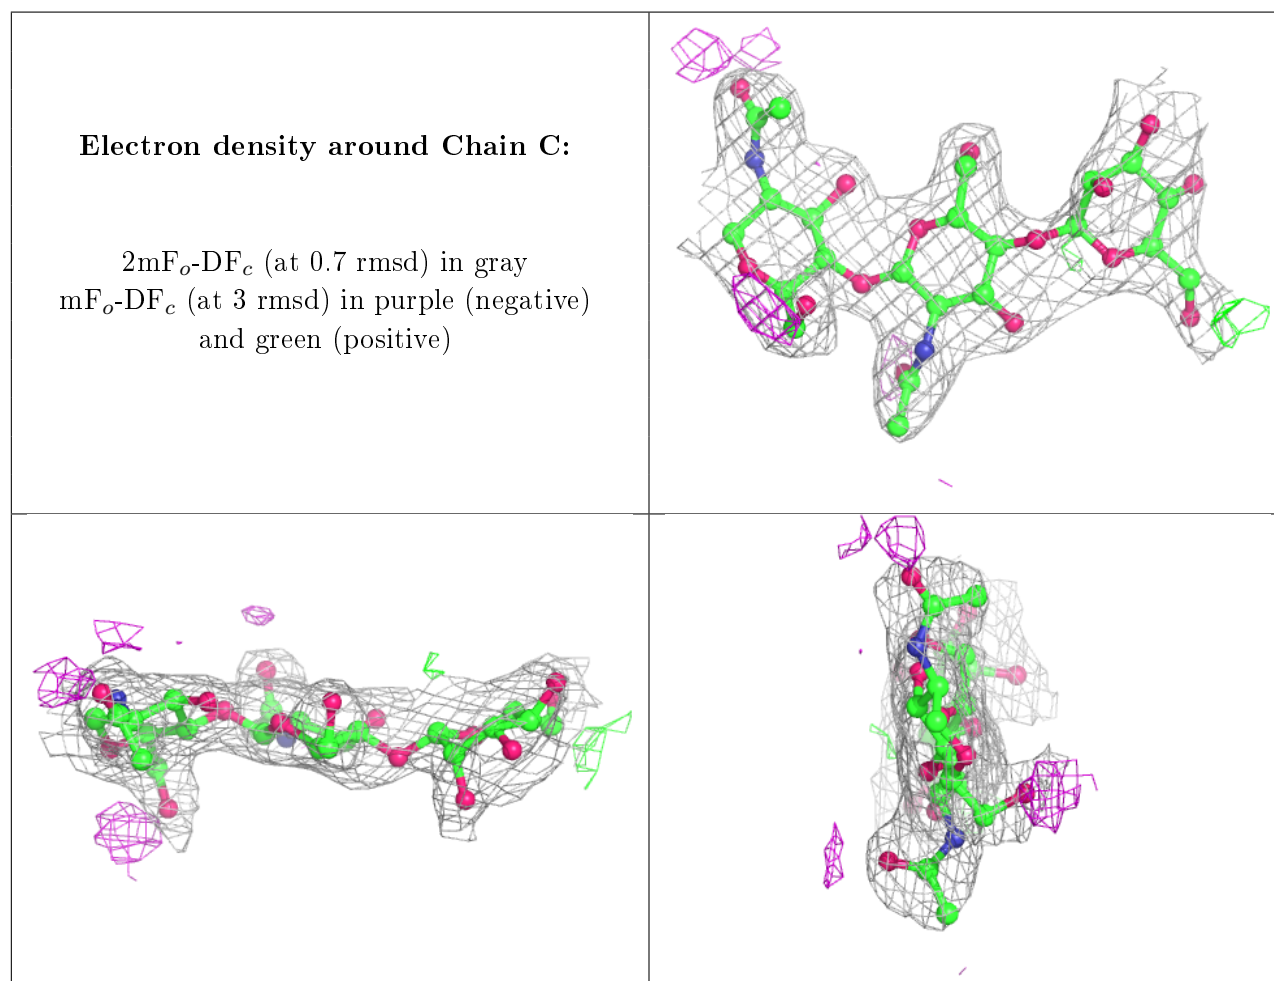 Electron density around Chain C:
2mFₒ-DF𝒸 (at 0.7 rmsd) in gray
mFₒ-DF𝒸 (at 3 rmsd) in purple (negative)
and green (positive)